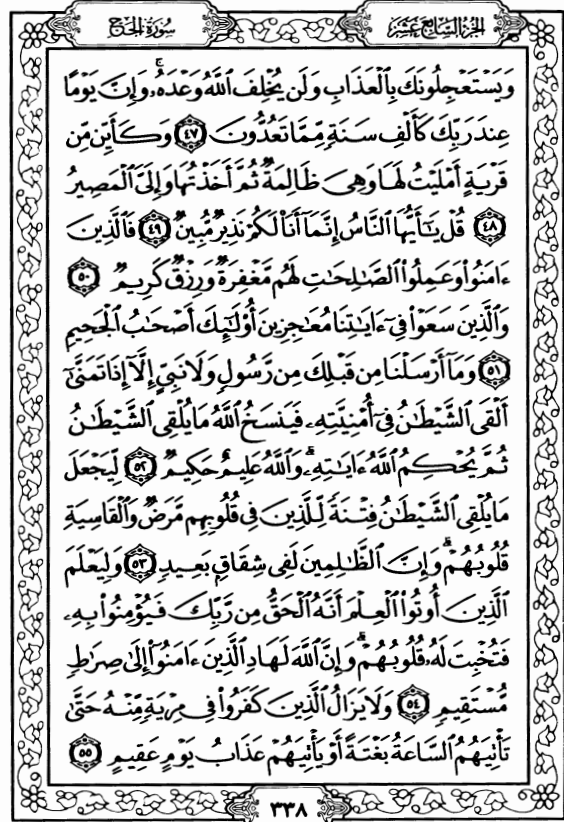 الجزء السابع عشر
سورة الحج
وَيَسْتَعْجِلُونَكَ بِالْعَذَابِ وَلَن يُخْلِفَ اللَّهُ وَعْدَهُۥ ۚ وَإِنَّ يَوْمًا
عِندَ رَبِّكَ كَأَلْفِ سَنَةٍ مِّمَّا تَعُدُّونَ ٤٧ وَكَأَيِّن مِّن
قَرْيَةٍ أَمْلَيْتُ لَهَا وَهِىَ ظَالِمَةٌ ثُمَّ أَخَذْتُهَا وَإِلَىَّ الْمَصِيرُ
٤٨ قُلْ يَـٰٓأَيُّهَا النَّاسُ إِنَّمَآ أَنَا۠ لَكُمْ نَذِيرٌ مُّبِينٌ ٤٩ فَالَّذِينَ
ءَامَنُوا۟ وَعَمِلُوا۟ الصَّـٰلِحَـٰتِ لَهُم مَّغْفِرَةٌ وَرِزْقٌ كَرِيمٌ ٥٠
وَالَّذِينَ سَعَوْا۟ فِىٓ ءَايَـٰتِنَا مُعَـٰجِزِينَ أُو۟لَـٰٓئِكَ أَصْحَـٰبُ الْجَحِيمِ
٥١ وَمَآ أَرْسَلْنَا مِن قَبْلِكَ مِن رَّسُولٍ وَلَا نَبِىٍّ إِلَّآ إِذَا تَمَنَّىٰٓ
أَلْقَى الشَّيْطَـٰنُ فِىٓ أُمْنِيَّتِهِۦ فَيَنسَخُ اللَّهُ مَا يُلْقِى الشَّيْطَـٰنُ
ثُمَّ يُحْكِمُ اللَّهُ ءَايَـٰتِهِۦ ۗ وَاللَّهُ عَلِيمٌ حَكِيمٌ ٥٢ لِّيَجْعَلَ
مَا يُلْقِى الشَّيْطَـٰنُ فِتْنَةً لِّلَّذِينَ فِى قُلُوبِهِم مَّرَضٌ وَالْقَاسِيَةِ
قُلُوبُهُمْ ۗ وَإِنَّ الظَّـٰلِمِينَ لَفِى شِقَاقٍ بَعِيدٍ ٥٣ وَلِيَعْلَمَ
الَّذِينَ أُوتُوا۟ الْعِلْمَ أَنَّهُ الْحَقُّ مِن رَّبِّكَ فَيُؤْمِنُوا۟ بِهِۦ
فَتُخْبِتَ لَهُۥ قُلُوبُهُمْ ۗ وَإِنَّ اللَّهَ لَهَادِ الَّذِينَ ءَامَنُوٓا۟ إِلَىٰ صِرَٰطٍ
مُّسْتَقِيمٍ ٥٤ وَلَا يَزَالُ الَّذِينَ كَفَرُوا۟ فِى مِرْيَةٍ مِّنْهُ حَتَّىٰ
تَأْتِيَهُمُ السَّاعَةُ بَغْتَةً أَوْ يَأْتِيَهُمْ عَذَابُ يَوْمٍ عَقِيمٍ ٥٥
٣٣٨